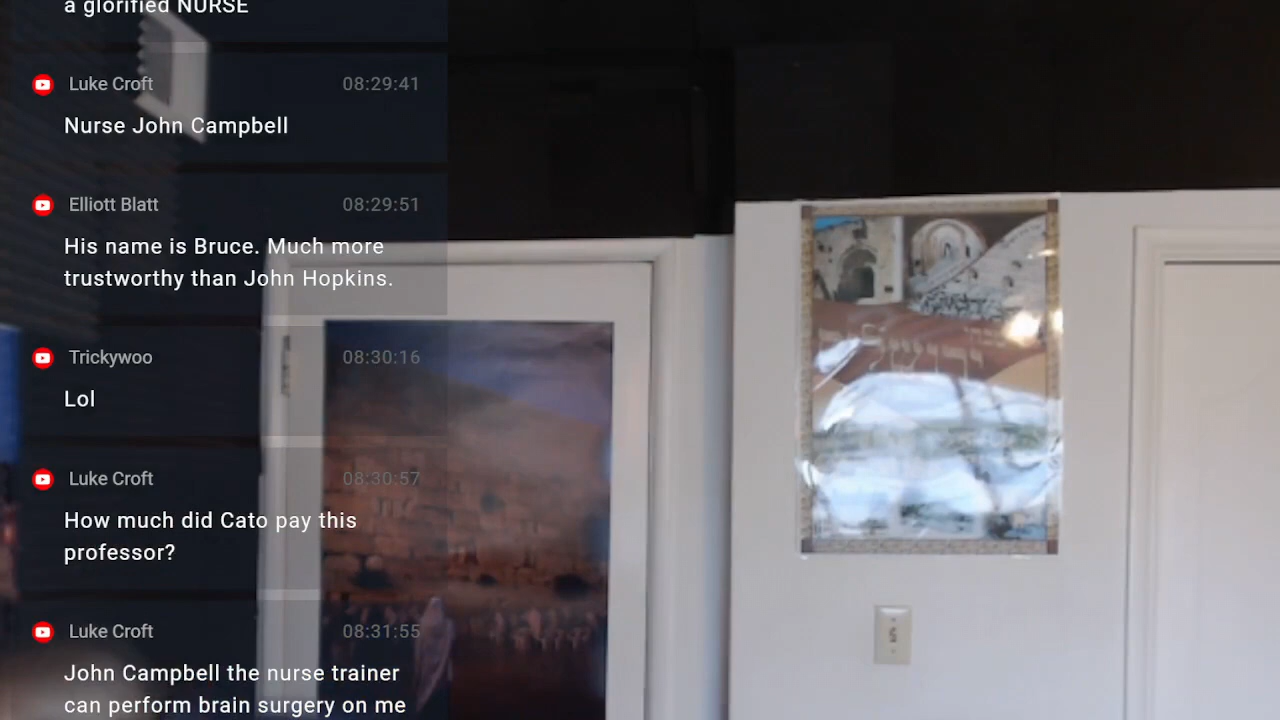 a glorified NURSE
Luke Croft 08:29:41
Nurse John Campbell
Elliott Blatt 08:29:51
His name is Bruce. Much more
trustworthy than John Hopkins.
Trickywoo 08:30:16
Lol
Luke Croft 08:30:57
How much did Cato pay this
professor?
Luke Croft 08:31:55
John Campbell the nurse trainer
can perform brain surgery on me